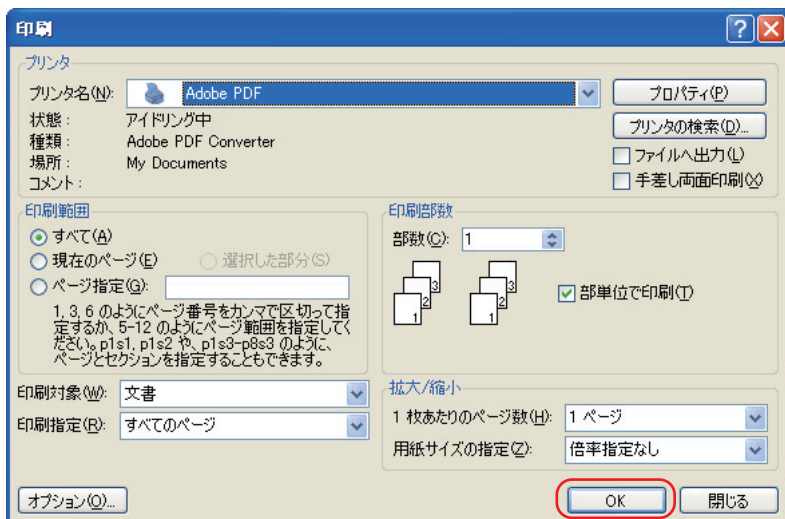 印刷
プリンタ
プリンタ名(N): Adobe PDF プロパティ(P)
状態: アイドリング中 プリンタの検索(D)...
種類: Adobe PDF Converter
場所: My Documents ファイルへ出力(L)
コメント: 手差し両面印刷(X)
印刷範囲
すべて(A)
現在のページ(E) 選択した部分(S)
ページ指定(G):
1, 3, 6 のようにページ番号をカンマで区切って指
定するか、5-12 のようにページ範囲を指定してく
ださい。p1s1, p1s2 や、p1s3-p8s3 のように、
ページとセクションを指定することもできます。
印刷部数
部数(C): 1
1 2 3 1 2 3 部単位で印刷(T)
印刷対象(W): 文書
印刷指定(R): すべてのページ
拡大/縮小
1 枚あたりのページ数(H): 1 ページ
用紙サイズの指定(Z): 倍率指定なし
オプション(O)... OK 閉じる